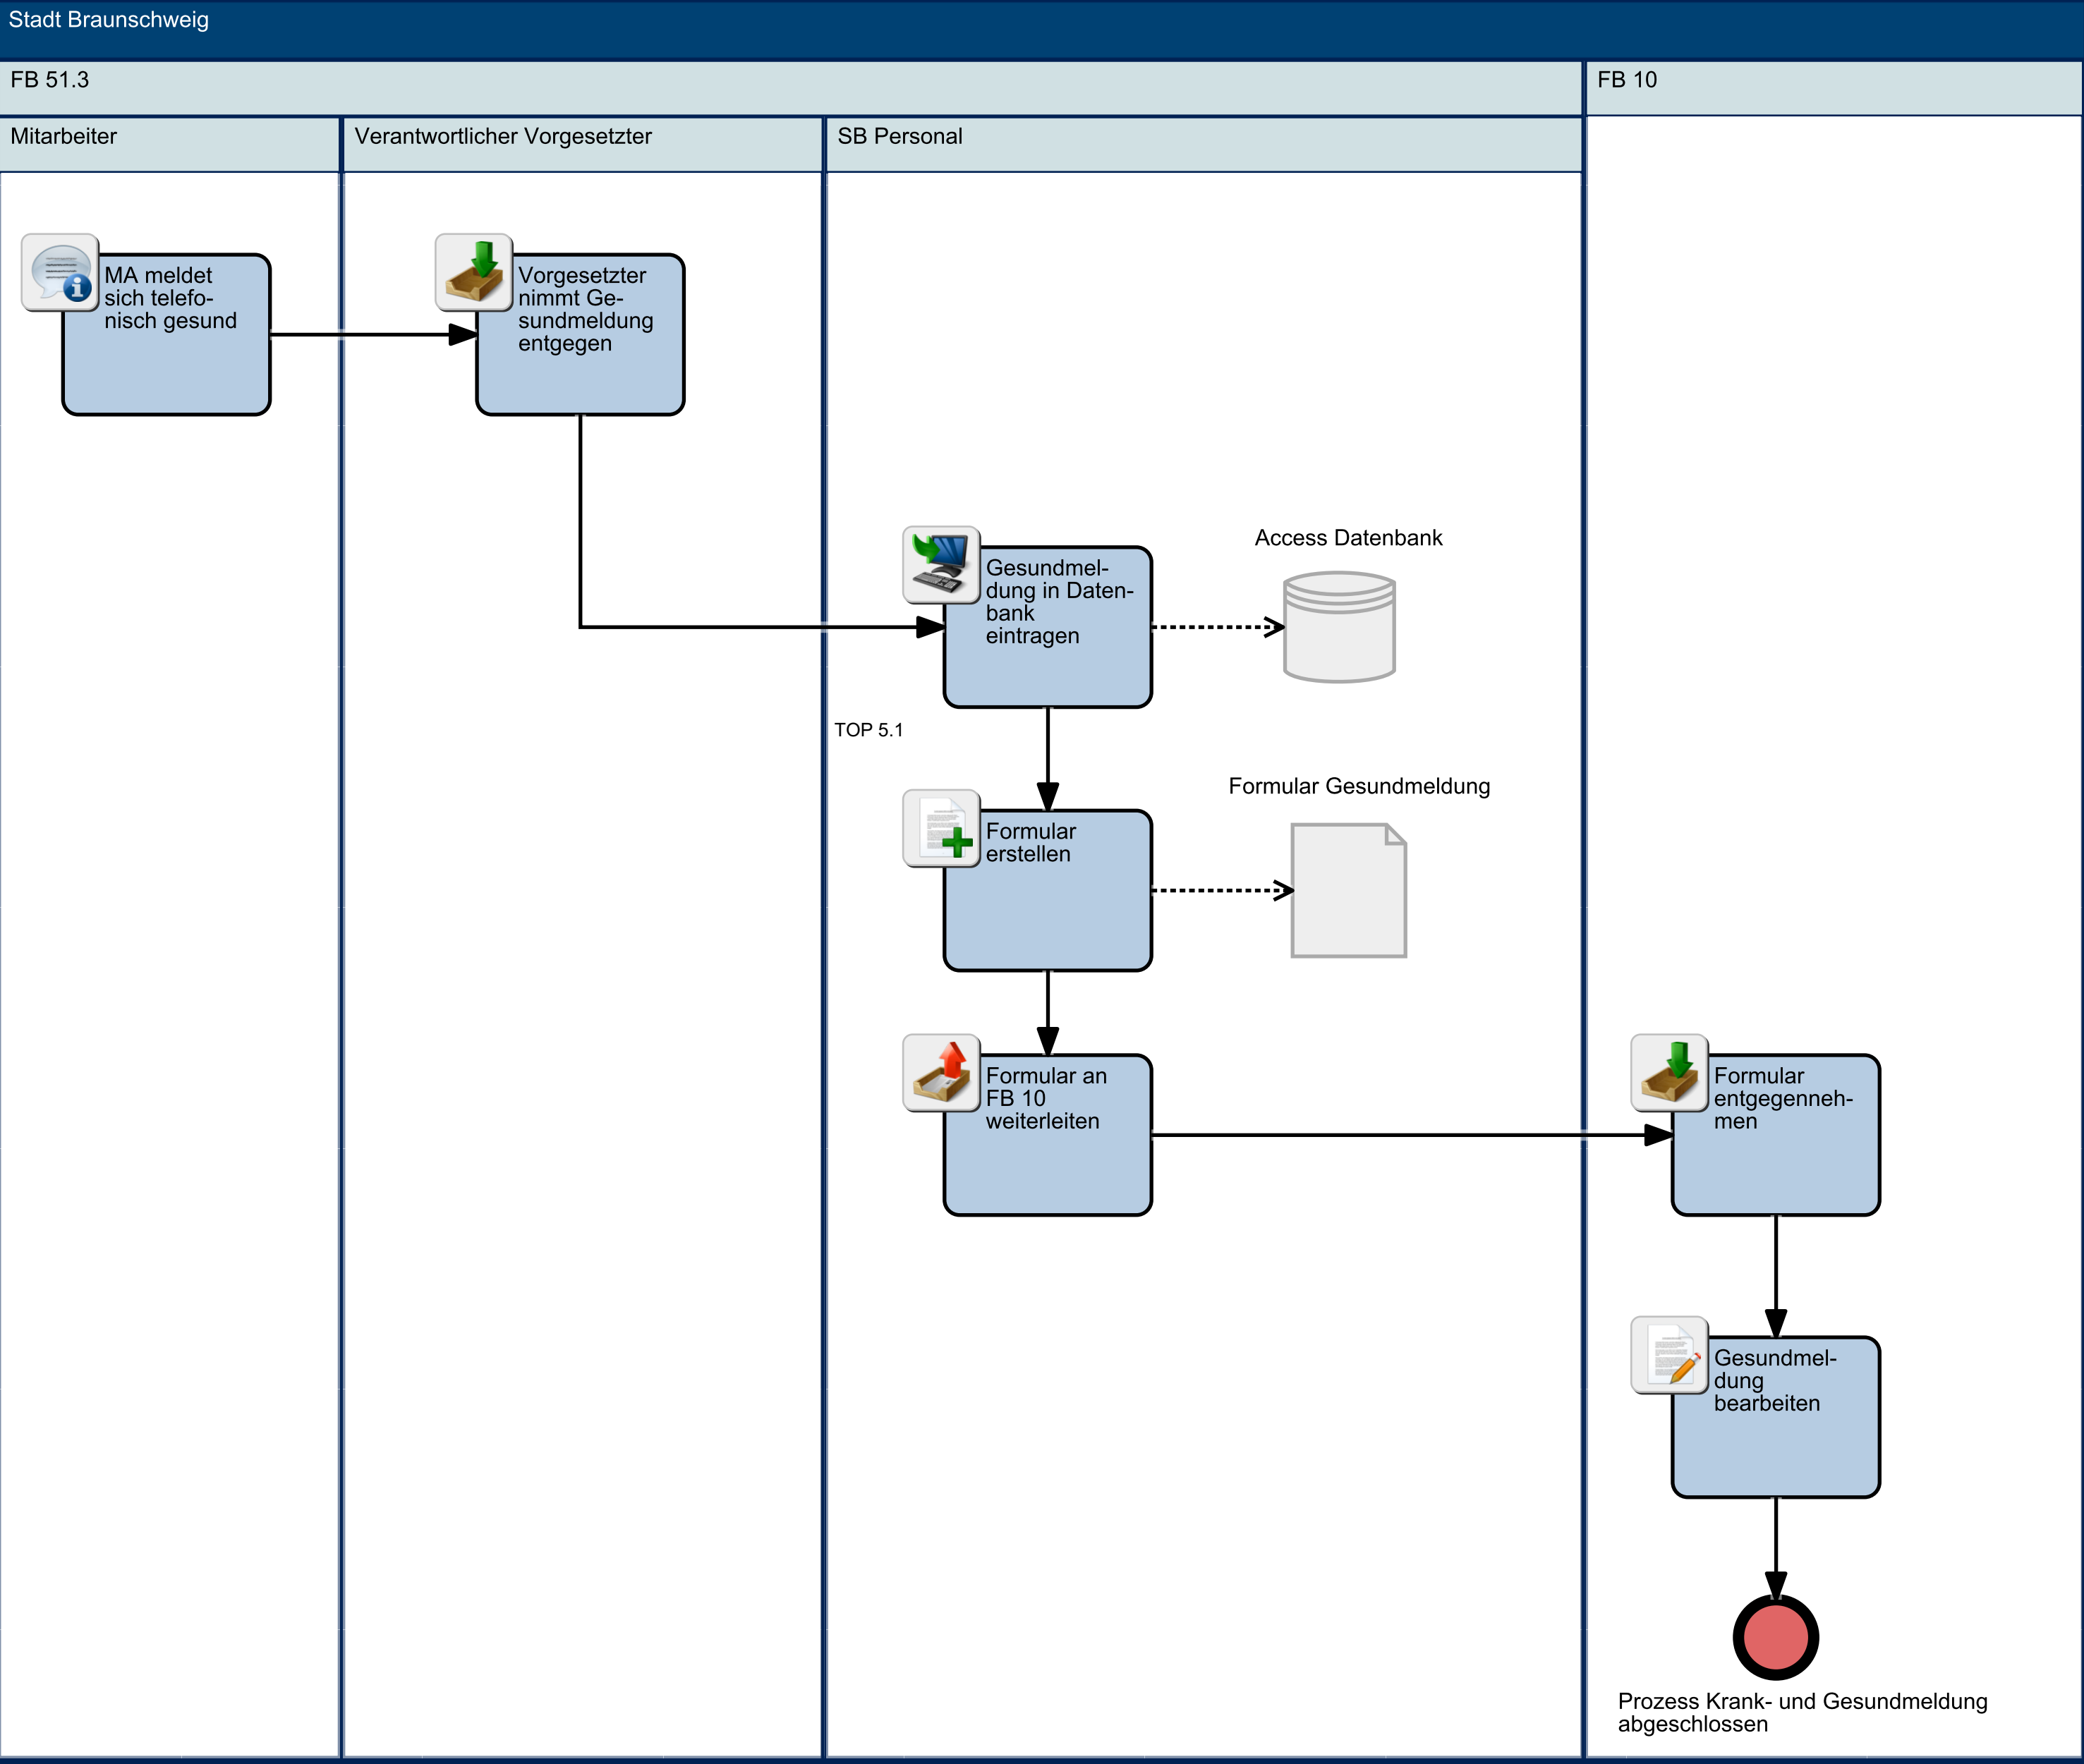 Stadt Braunschweig
FB 51.3
FB 10
Mitarbeiter
Verantwortlicher Vorgesetzter
SB Personal
MA meldet
sich telefo-
nisch gesund
Vorgesetzter
nimmt Ge-
sundmeldung
entgegen
Access Datenbank
Gesundmel-
dung in Daten-
bank
eintragen
TOP 5.1
Formular Gesundmeldung
Formular
erstellen
Formular an
FB 10
weiterleiten
Formular
entgegenneh-
men
Gesundmel-
dung
bearbeiten
Prozess Krank- und Gesundmeldung
abgeschlossen